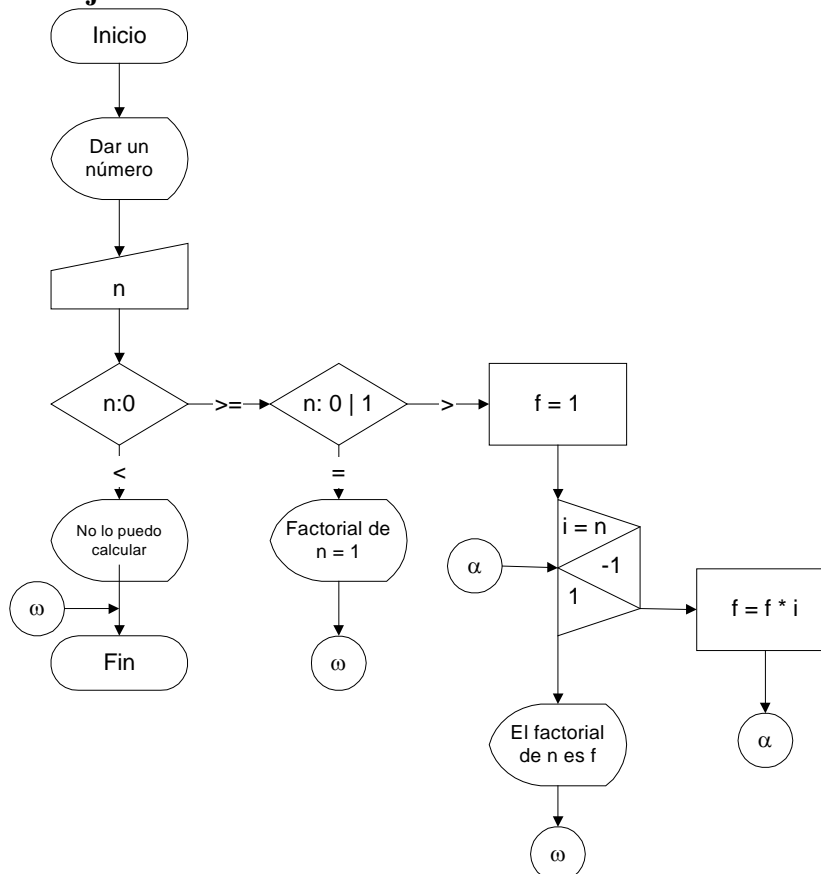 Inicio
Dar un
número
n
n:0
>=
n: 0 | 1
>
f = 1
<
=
No lo puedo
calcular
Factorial de
n = 1
i = n
-1
1
α
f = f * i
ω
Fin
ω
El factorial
de n es f
α
ω